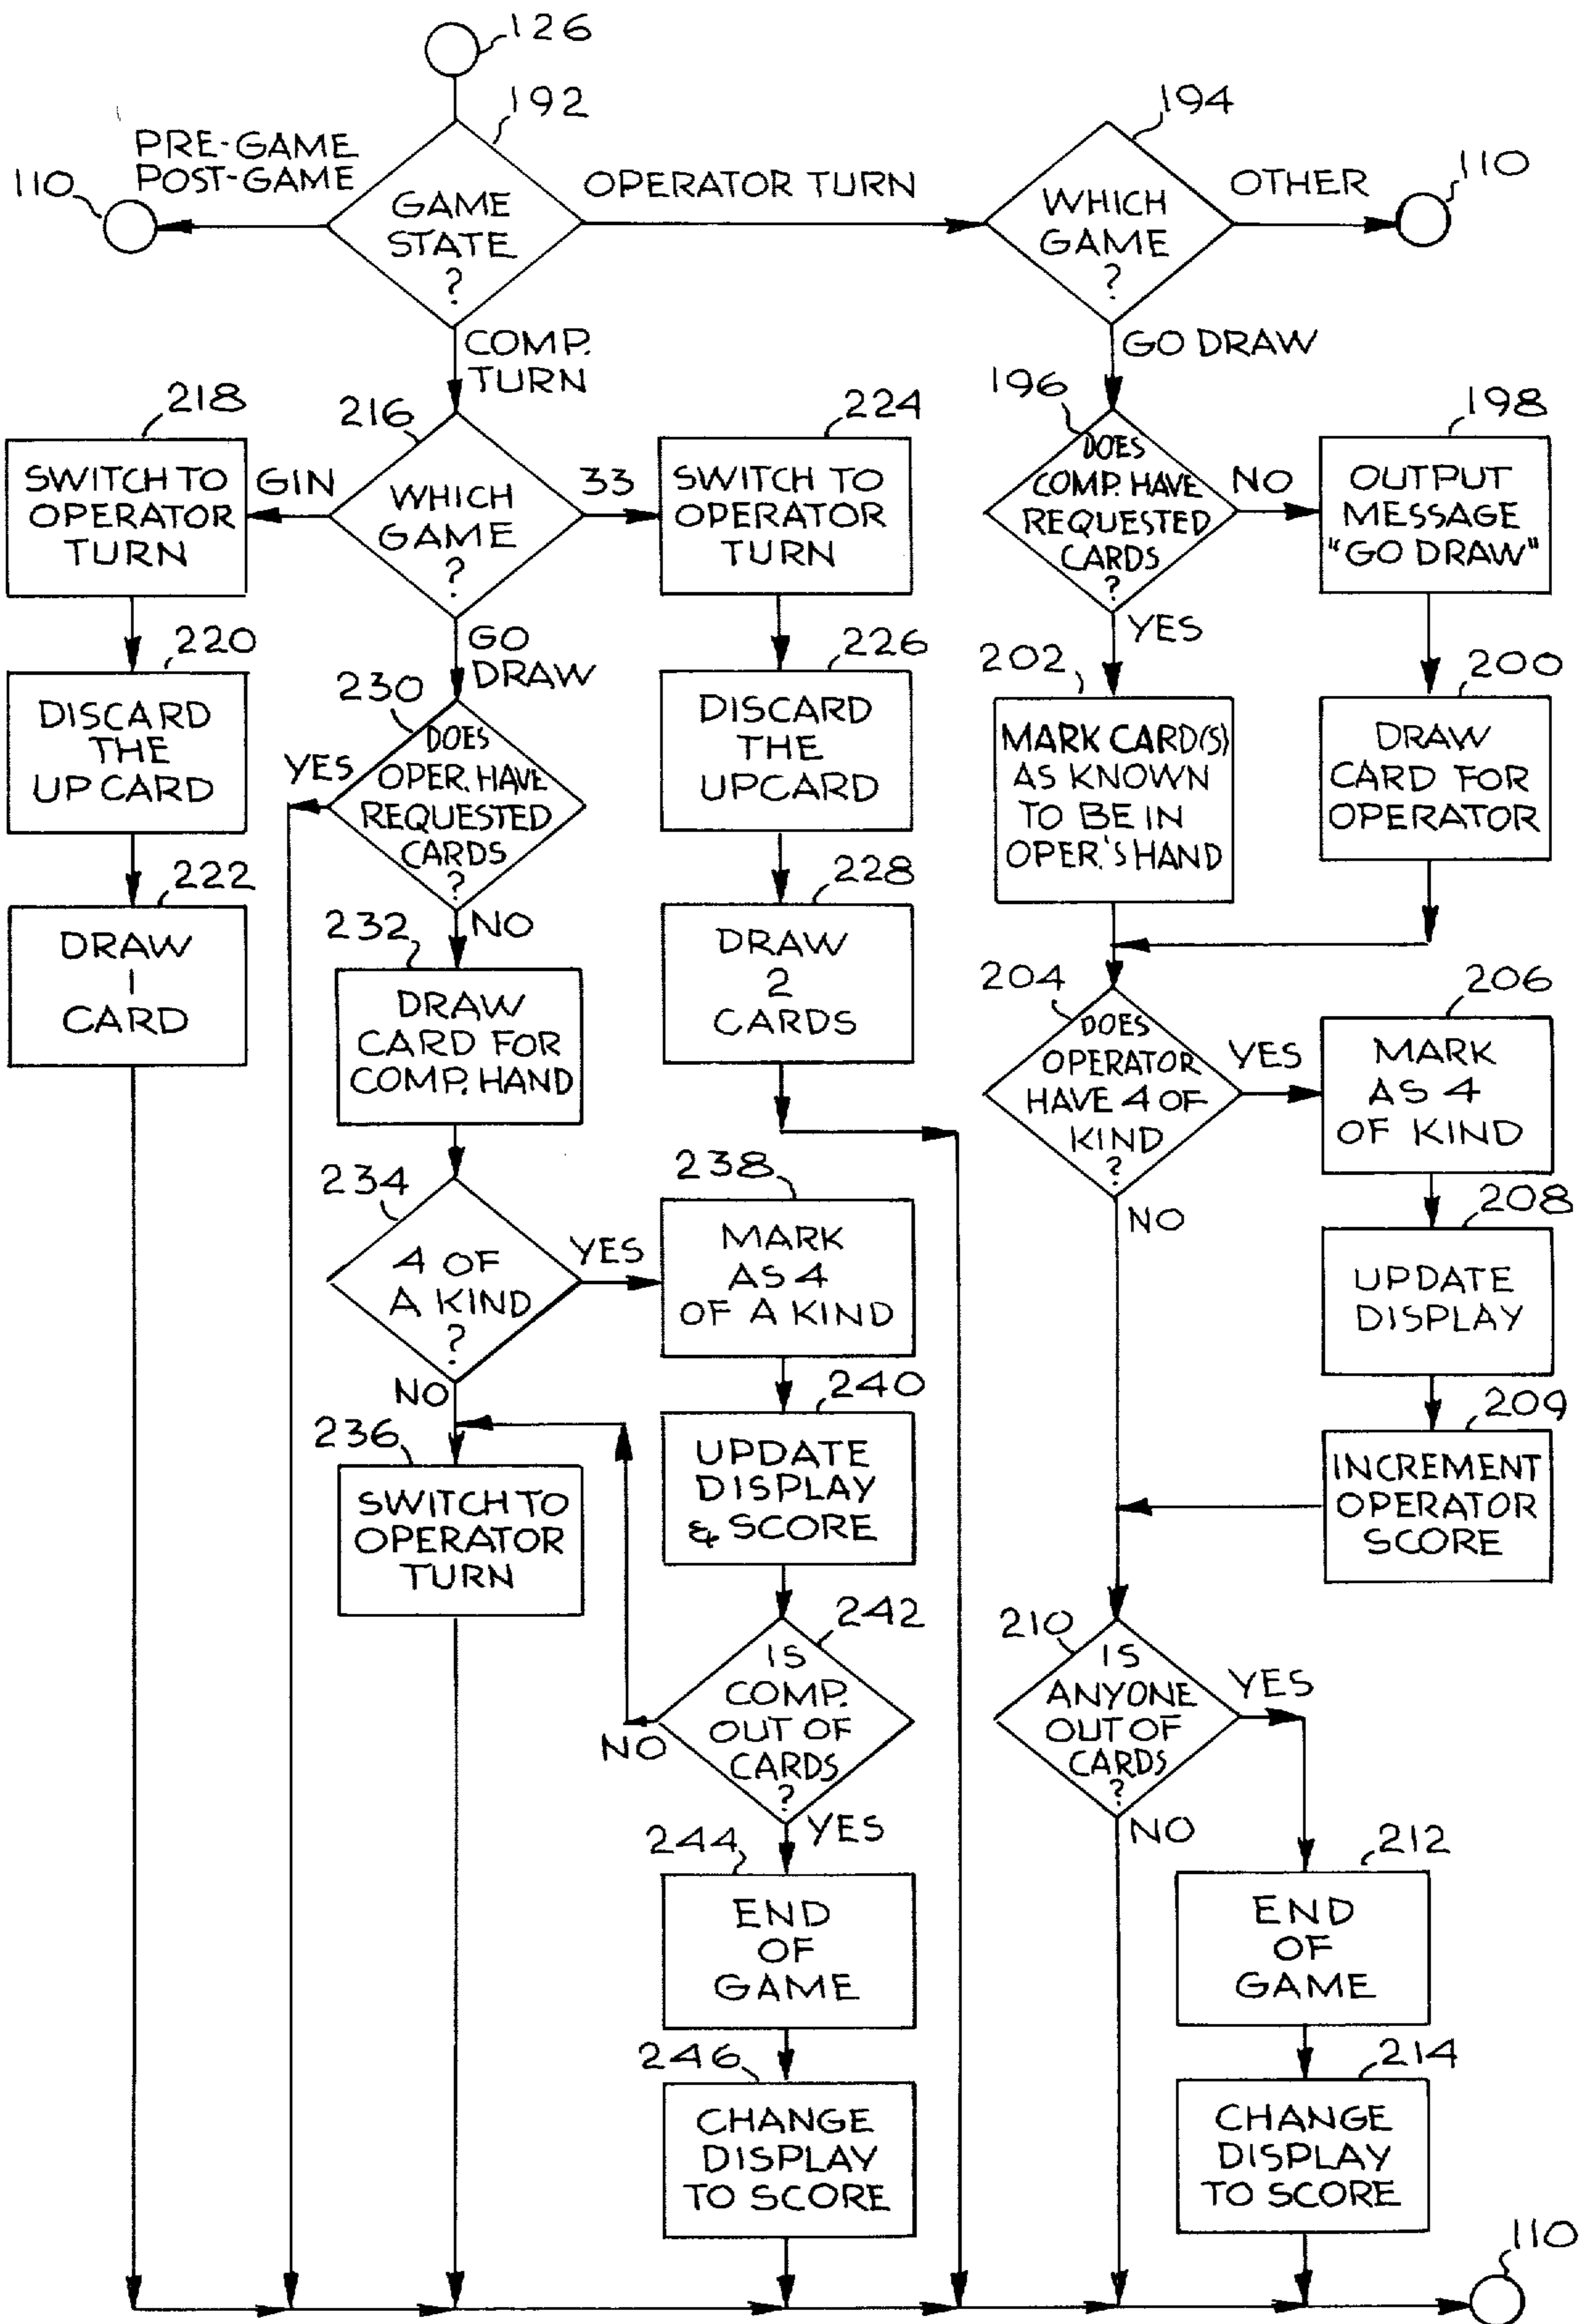 126
192
PRE-GAME
POST-GAME
110
GAME
STATE
?
OPERATOR TURN
194
WHICH
GAME
?
OTHER
110
COMP.
TURN
GO DRAW
218
SWITCH TO
OPERATOR
TURN
GIN
216
WHICH
GAME
?
33
224
SWITCH TO
OPERATOR
TURN
196
DOES
COMP. HAVE
REQUESTED
CARDS
?
NO
198
OUTPUT
MESSAGE
"GO DRAW"
YES
220
DISCARD
THE
UP CARD
GO
DRAW
230
YES
DOES
OPER. HAVE
REQUESTED
CARDS
?
NO
226
DISCARD
THE
UPCARD
202
MARK CARD(S)
AS KNOWN
TO BE IN
OPER.'S HAND
200
DRAW
CARD FOR
OPERATOR
222
DRAW
1
CARD
232
DRAW
CARD FOR
COMP. HAND
228
DRAW
2
CARDS
204
DOES
OPERATOR
HAVE 4 OF
KIND
?
YES
206
MARK
AS 4
OF KIND
NO
208
UPDATE
DISPLAY
234
4 OF
A KIND
?
YES
238
MARK
AS 4
OF A KIND
NO
236
SWITCH TO
OPERATOR
TURN
240
UPDATE
DISPLAY
& SCORE
209
INCREMENT
OPERATOR
SCORE
242
IS
COMP.
OUT OF
CARDS
?
NO
YES
210
IS
ANYONE
OUT OF
CARDS
?
YES
NO
244
END
OF
GAME
212
END
OF
GAME
246
CHANGE
DISPLAY
TO SCORE
214
CHANGE
DISPLAY
TO SCORE
110